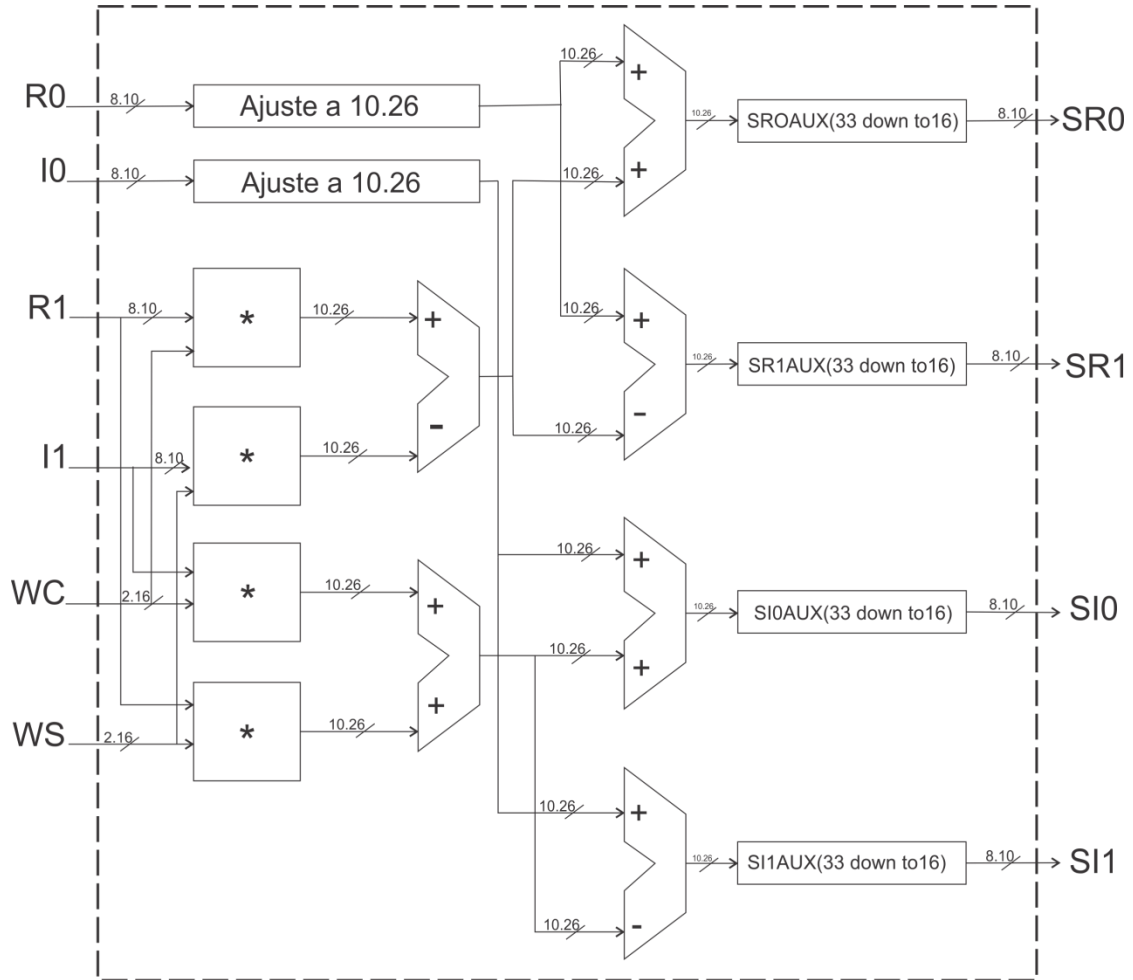 10.26
R0
8.10
Ajuste a 10.26
+
10.26
SROAUX(33 down to16)
8.10
SR0
I0
8.10
Ajuste a 10.26
+
10.26
R1
8.10
*
10.26
+
10.26
+
10.26
SR1AUX(33 down to16)
8.10
SR1
-
10.26
-
I1
8.10
*
10.26
WC
2.16
*
10.26
+
10.26
+
10.26
SI0AUX(33 down to16)
8.10
SI0
10.26
+
WS
2.16
*
10.26
+
10.26
+
10.26
SI1AUX(33 down to16)
8.10
SI1
10.26
-